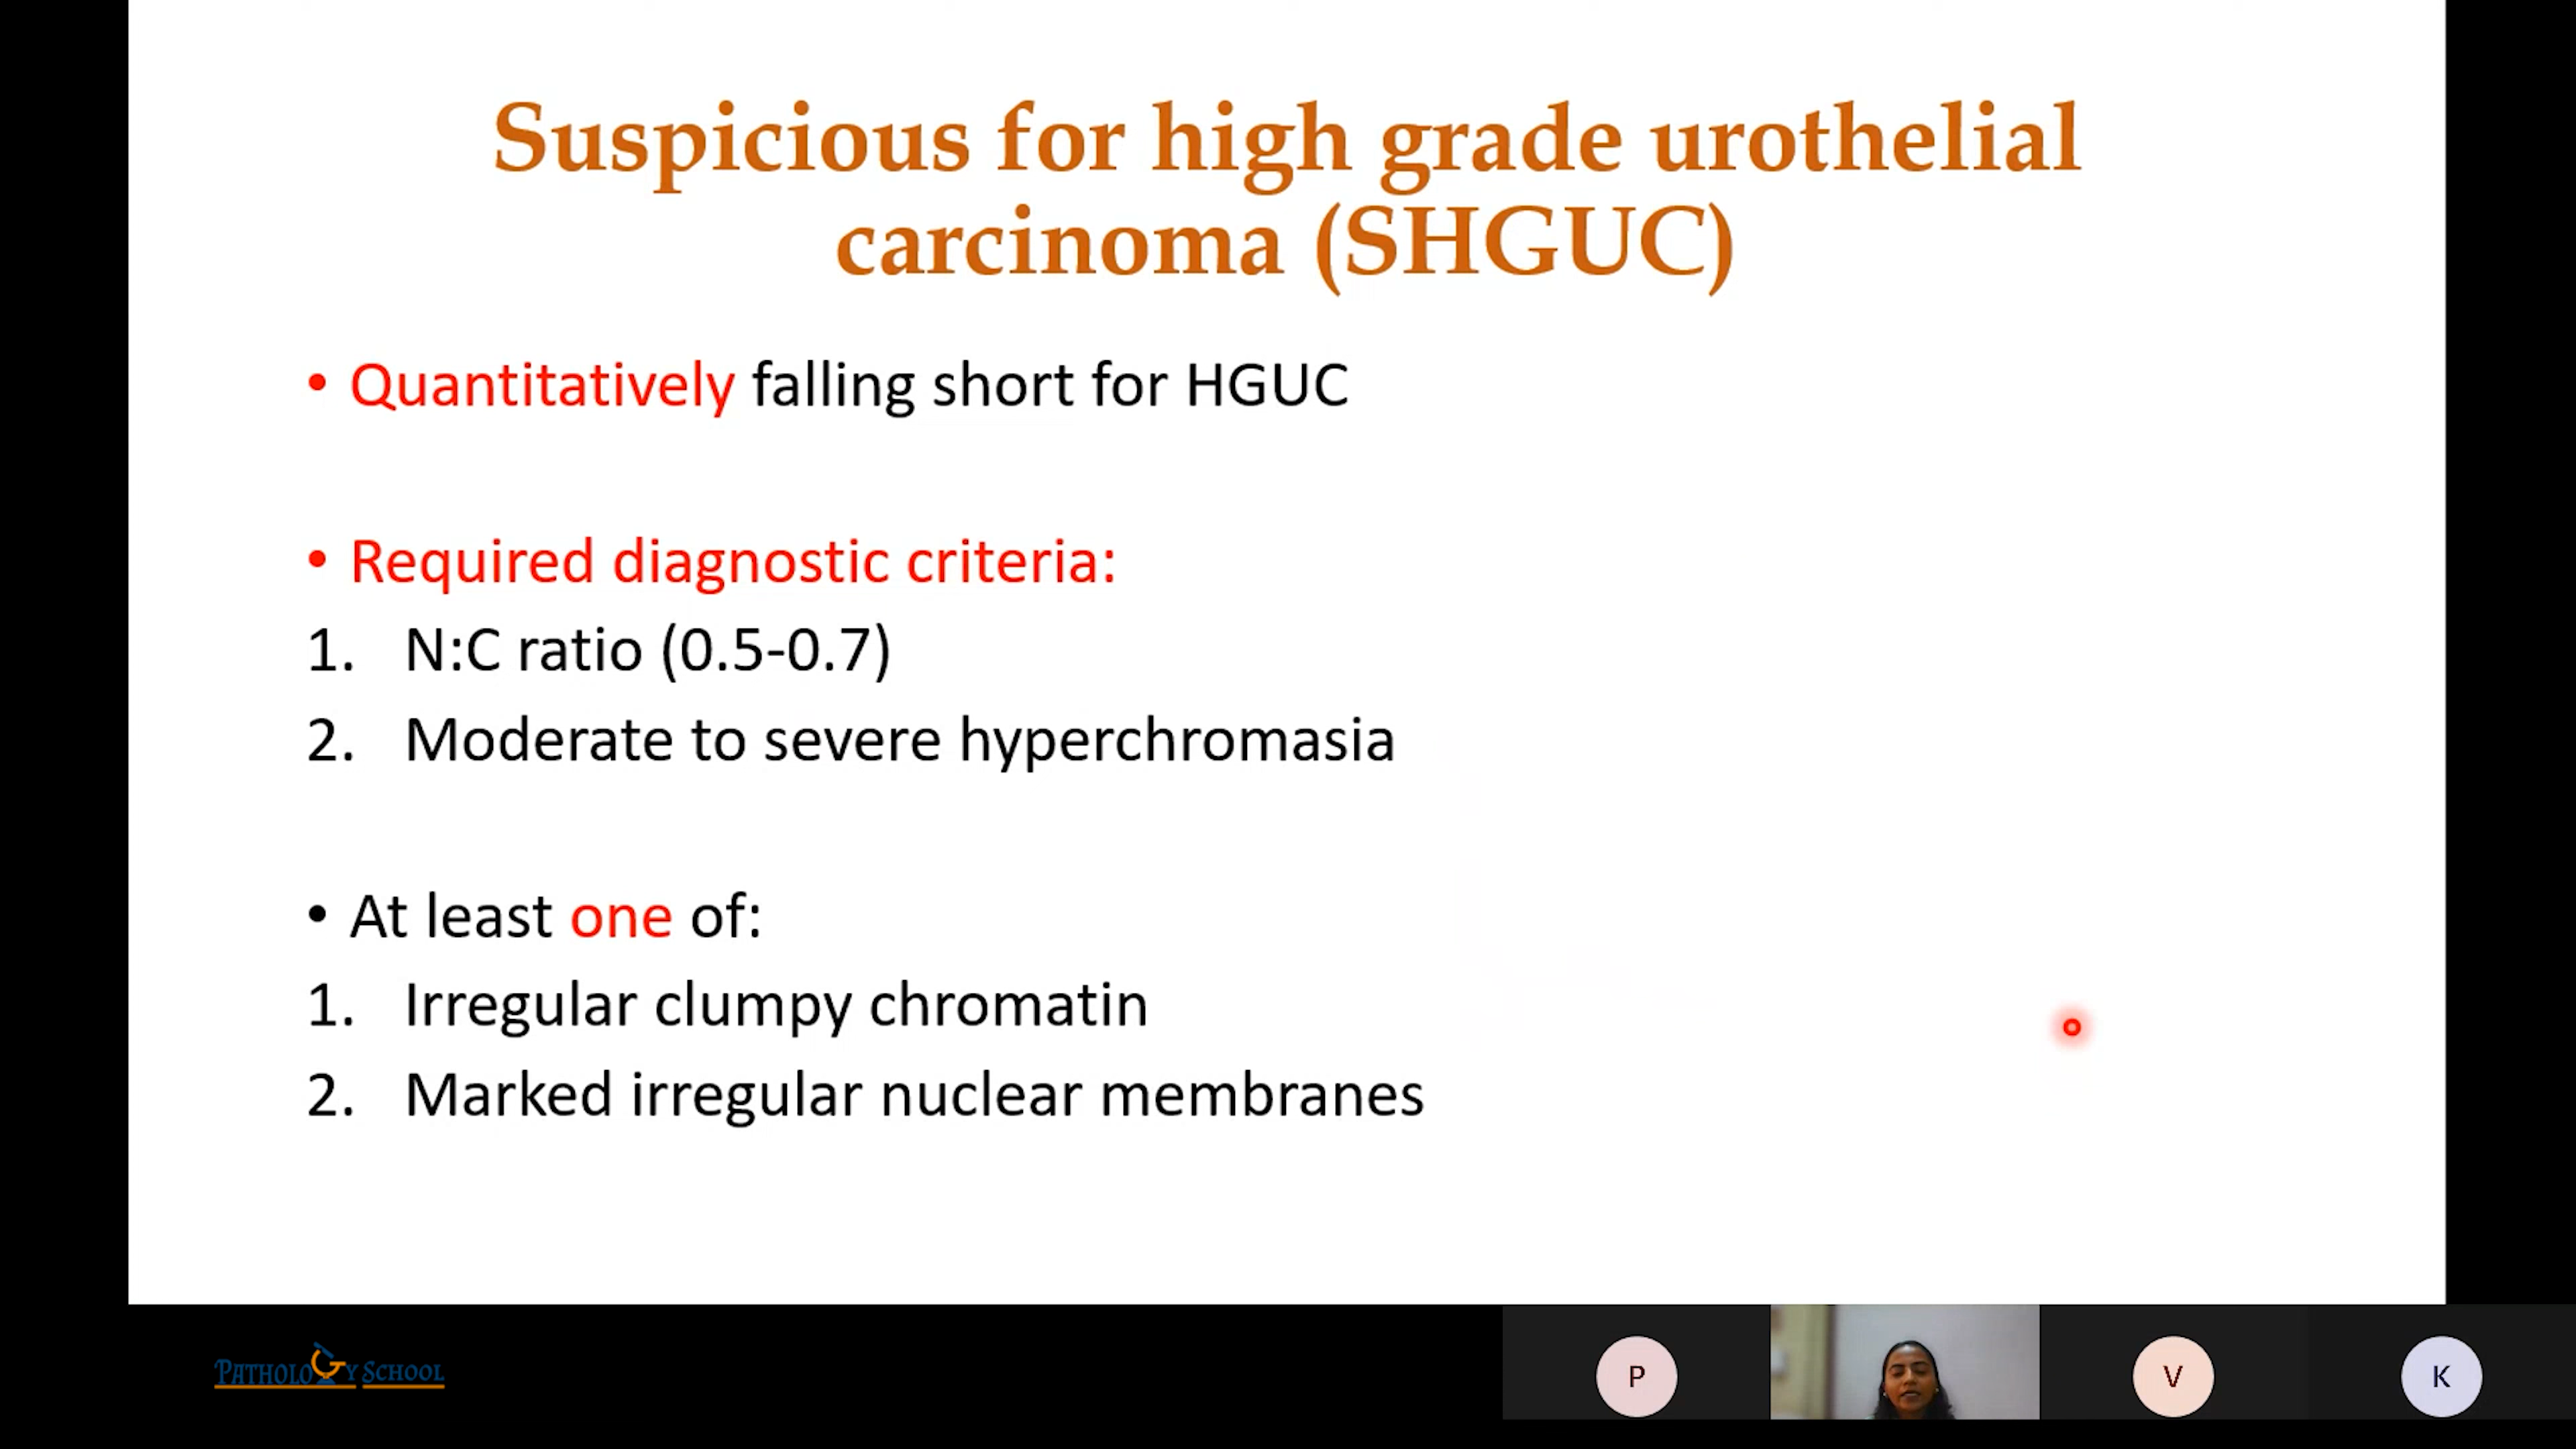 Suspicious for high grade urothelial
carcinoma (SHGUC)
• Quantitatively falling short for HGUC
• Required diagnostic criteria:
1. N:C ratio (0.5-0.7)
2. Moderate to severe hyperchromasia
• At least one of:
1. Irregular clumpy chromatin
2. Marked irregular nuclear membranes
PATHOLOGY SCHOOL
P
V
K